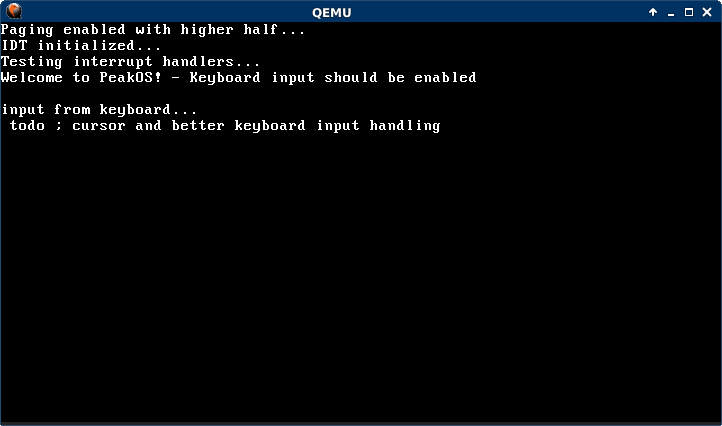 QEMU
Paging enabled with higher half...
IDT initialized...
Testing interrupt handlers...
Welcome to PeakOS! - Keyboard input should be enabled
input from keyboard...
todo ; cursor and better keyboard input handling